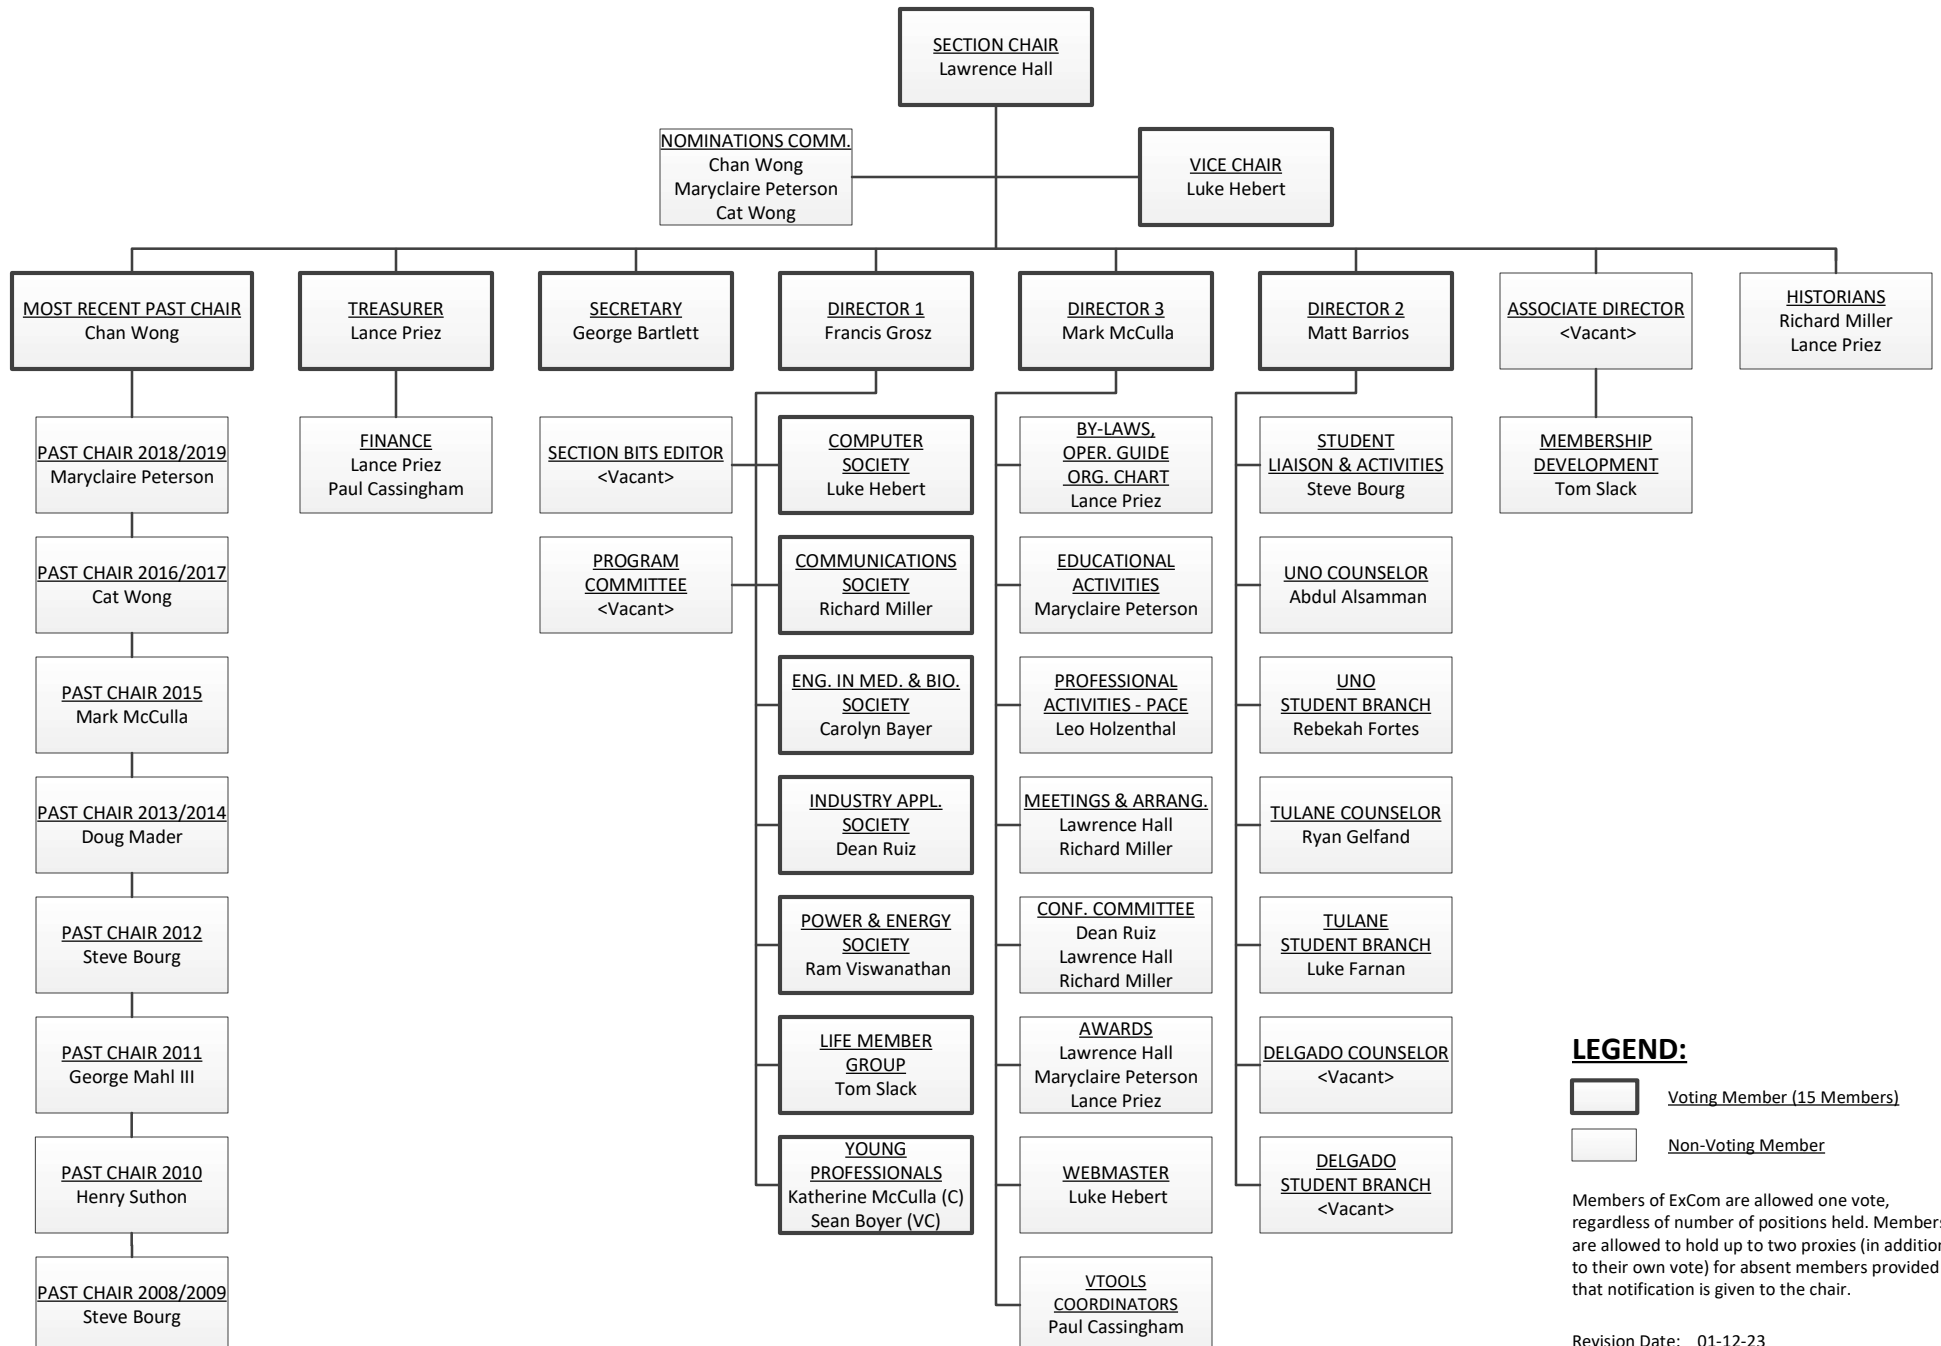 SECTION CHAIR
Lawrence Hall
NOMINATIONS COMM.
Chan Wong
Maryclaire Peterson
Cat Wong
VICE CHAIR
Luke Hebert
MOST RECENT PAST CHAIR
Chan Wong
TREASURER
Lance Priez
SECRETARY
George Bartlett
DIRECTOR 1
Francis Grosz
DIRECTOR 3
Mark McCulla
DIRECTOR 2
Matt Barrios
ASSOCIATE DIRECTOR
<Vacant>
HISTORIANS
Richard Miller
Lance Priez
PAST CHAIR 2018/2019
Maryclaire Peterson
PAST CHAIR 2016/2017
Cat Wong
PAST CHAIR 2015
Mark McCulla
PAST CHAIR 2013/2014
Doug Mader
PAST CHAIR 2012
Steve Bourg
PAST CHAIR 2011
George Mahl III
PAST CHAIR 2010
Henry Suthon
PAST CHAIR 2008/2009
Steve Bourg
FINANCE
Lance Priez
Paul Cassingham
SECTION BITS EDITOR
<Vacant>
PROGRAM
COMMITTEE
<Vacant>
COMPUTER
SOCIETY
Luke Hebert
COMMUNICATIONS
SOCIETY
Richard Miller
ENG. IN MED. & BIO.
SOCIETY
Carolyn Bayer
INDUSTRY APPL.
SOCIETY
Dean Ruiz
POWER & ENERGY
SOCIETY
Ram Viswanathan
LIFE MEMBER
GROUP
Tom Slack
YOUNG
PROFESSIONALS
Katherine McCulla (C)
Sean Boyer (VC)
BY-LAWS,
OPER. GUIDE
ORG. CHART
Lance Priez
EDUCATIONAL
ACTIVITIES
Maryclaire Peterson
PROFESSIONAL
ACTIVITIES - PACE
Leo Holzenthal
MEETINGS & ARRANG.
Lawrence Hall
Richard Miller
CONF. COMMITTEE
Dean Ruiz
Lawrence Hall
Richard Miller
AWARDS
Lawrence Hall
Maryclaire Peterson
Lance Priez
WEBMASTER
Luke Hebert
VTOOLS
COORDINATORS
Paul Cassingham
STUDENT
LIAISON & ACTIVITIES
Steve Bourg
UNO COUNSELOR
Abdul Alsamman
UNO
STUDENT BRANCH
Rebekah Fortes
TULANE COUNSELOR
Ryan Gelfand
TULANE
STUDENT BRANCH
Luke Farnan
DELGADO COUNSELOR
<Vacant>
DELGADO
STUDENT BRANCH
<Vacant>
MEMBERSHIP
DEVELOPMENT
Tom Slack
LEGEND:
Voting Member (15 Members)
Non-Voting Member
Members of ExCom are allowed one vote,
regardless of number of positions held. Members
are allowed to hold up to two proxies (in addition
to their own vote) for absent members provided
that notification is given to the chair.
Revision Date: 01-12-23